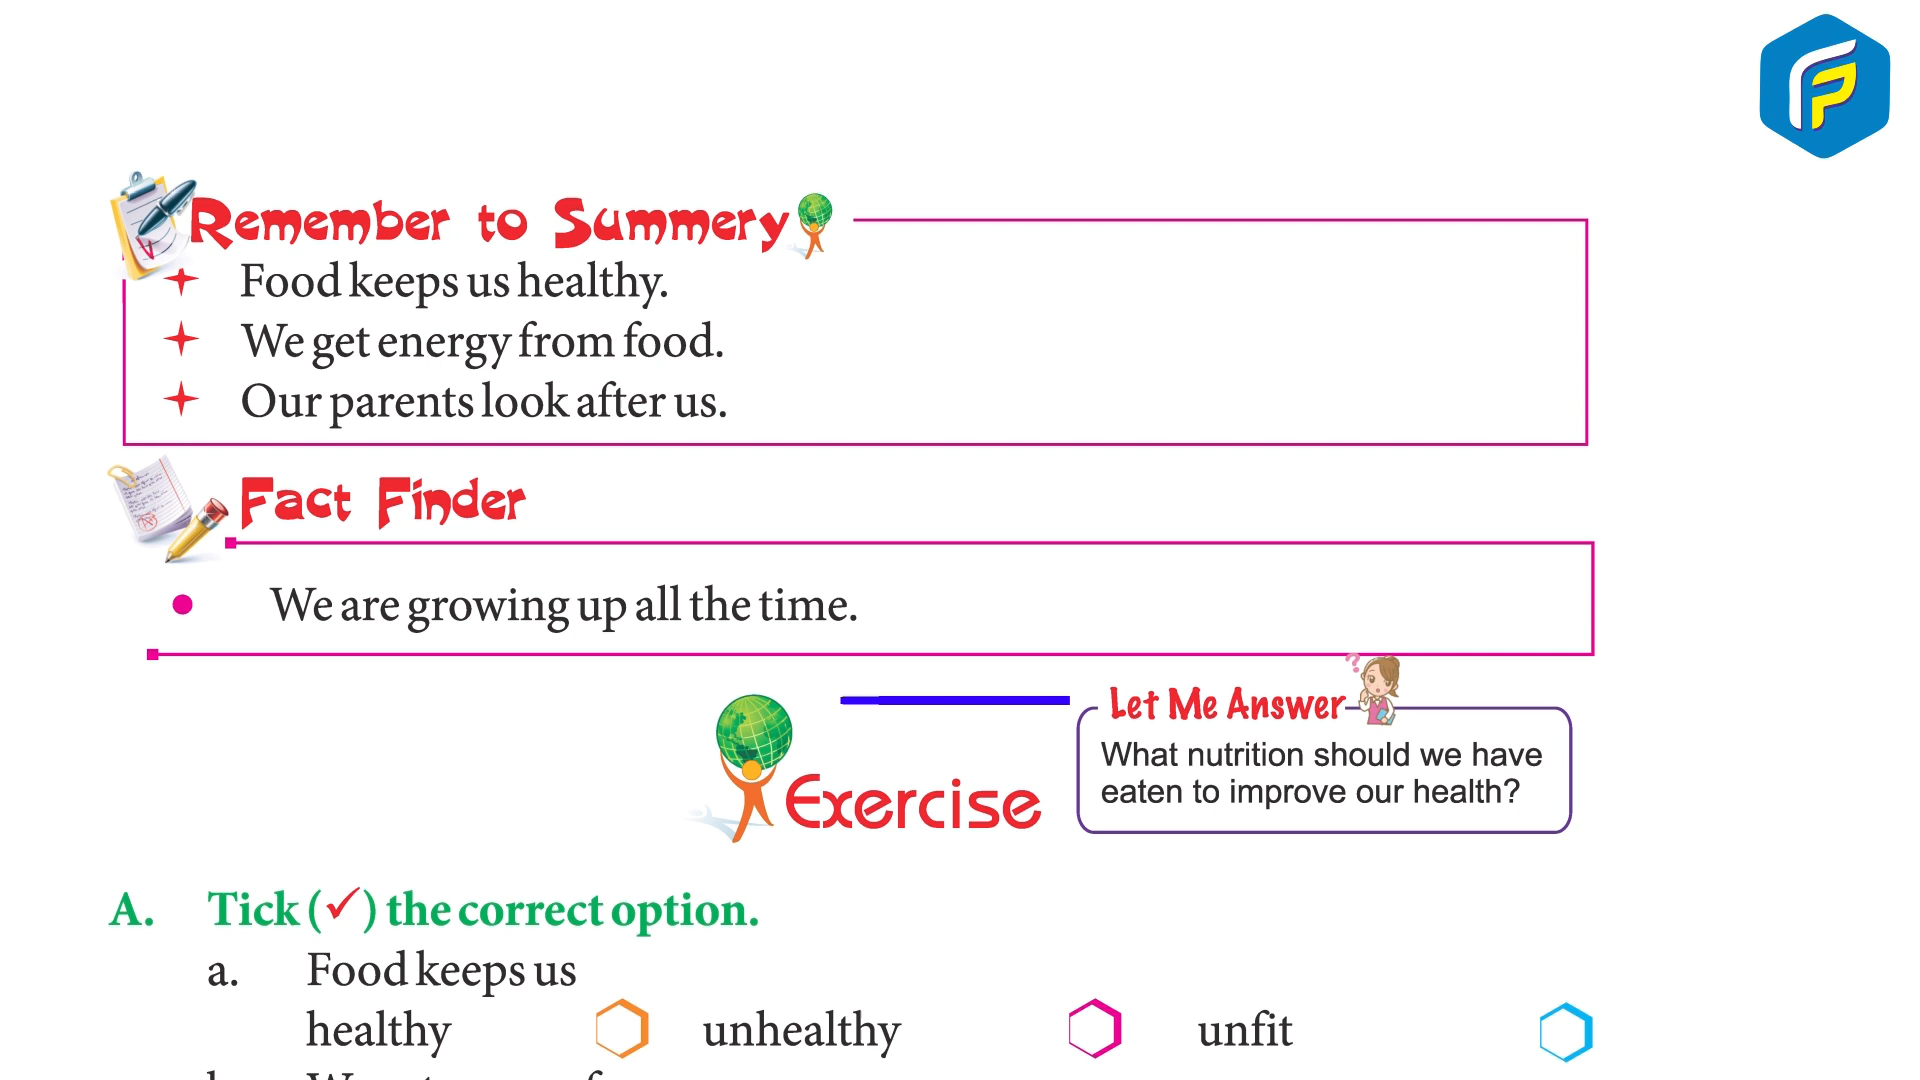 Remember to Summery
Food keeps us healthy.
We get energy from food.
Our parents look after us.
Fact Finder
We are growing up all the time.
Let Me Answer
What nutrition should we have
eaten to improve our health?
Exercise
A. Tick (✓) the correct option.
a. Food keeps us
healthy unhealthy unfit